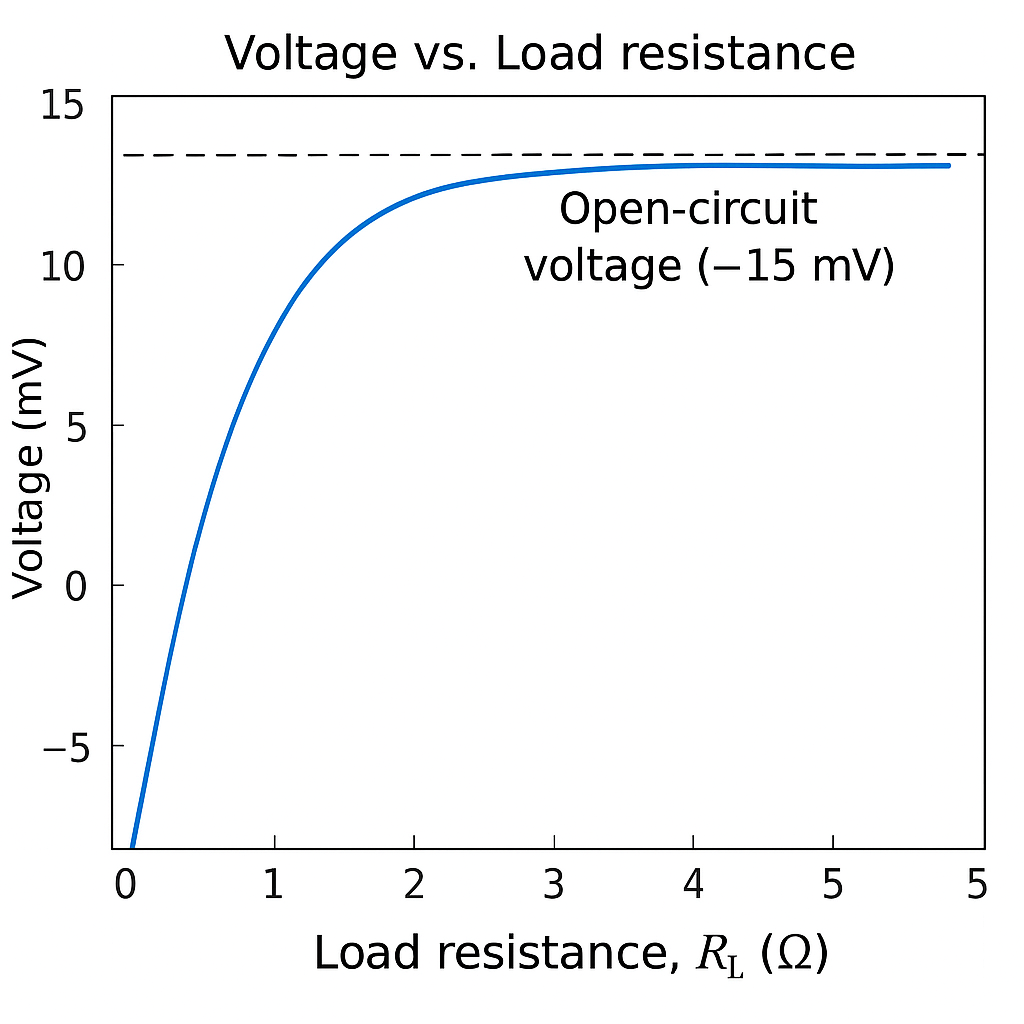 Voltage vs. Load resistance
15
10
5
0
−5
Voltage (mV)
Open-circuit
voltage (−15 mV)
0 1 2 3 4 5 5
Load resistance, R_L (Ω)